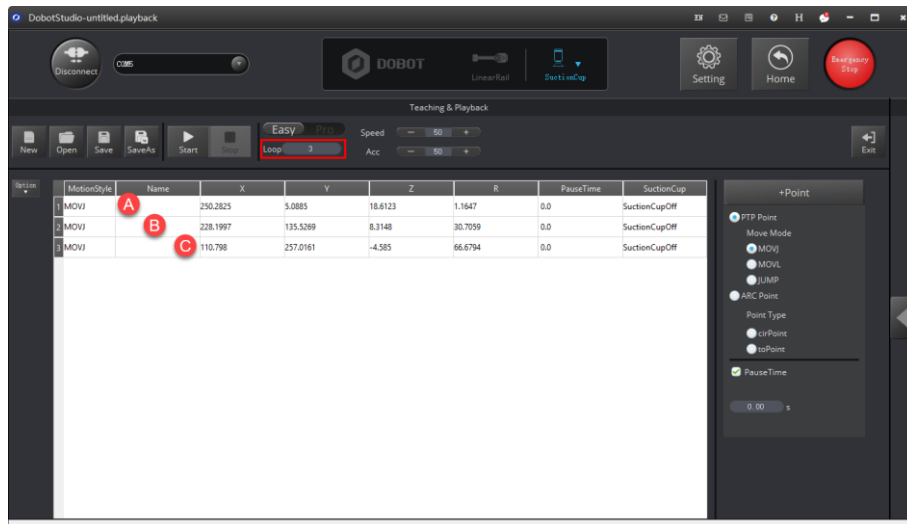 DobotStudio-untitled.playback
H
Disconnect
COM5
DOBOT
LinearRail
SuctionCup
Setting
Home
Emergency
Stop
Teaching & Playback
New
Open
Save
SaveAs
Start
Stop
Easy
Pro
Loop
3
Speed
50
Acc
50
Exit
Option
MotionStyle Name X Y Z R PauseTime SuctionCup
1 MOVJ A 250.2825 5.0885 18.6123 1.1647 0.0 SuctionCupOff
2 MOVJ B 228.1997 135.5269 8.3148 30.7059 0.0 SuctionCupOff
3 MOVJ C 110.798 257.0161 -4.585 66.6794 0.0 SuctionCupOff
+Point
PTP Point
Move Mode
MOVJ
MOVL
JUMP
ARC Point
Point Type
cirPoint
toPoint
PauseTime
0.00 s